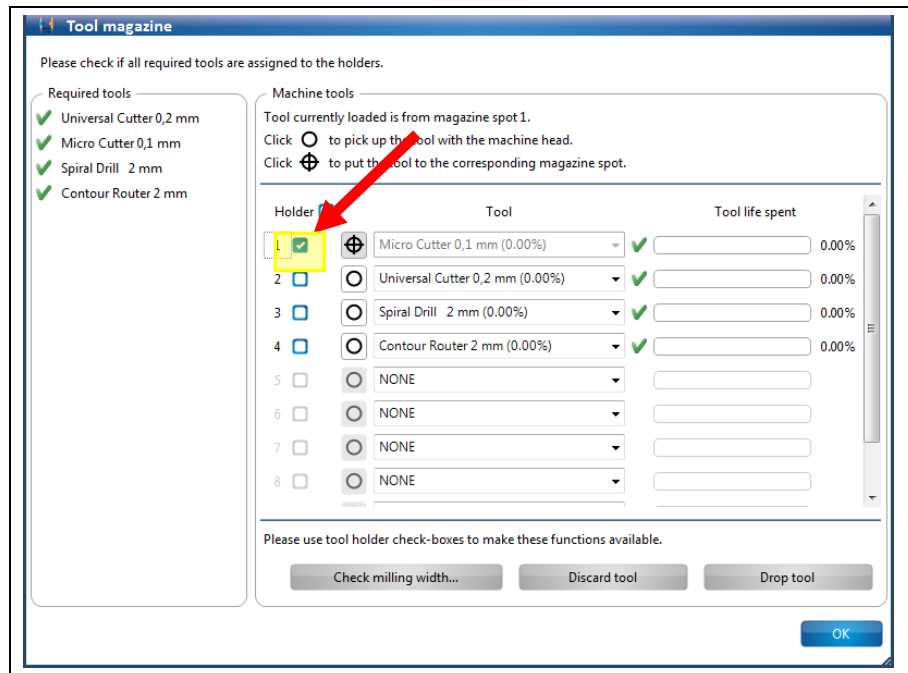 Tool magazine
Please check if all required tools are assigned to the holders.
Required tools
Universal Cutter 0,2 mm
Micro Cutter 0,1 mm
Spiral Drill 2 mm
Contour Router 2 mm
Machine tools
Tool currently loaded is from magazine spot 1.
Click to pick up the tool with the machine head.
Click to put the tool to the corresponding magazine spot.
Holder Tool Tool life spent
1 Micro Cutter 0,1 mm (0.00%) 0.00%
2 Universal Cutter 0,2 mm (0.00%) 0.00%
3 Spiral Drill 2 mm (0.00%) 0.00%
4 Contour Router 2 mm (0.00%) 0.00%
5 NONE
6 NONE
7 NONE
8 NONE
Please use tool holder check-boxes to make these functions available.
Check milling width... Discard tool Drop tool
OK